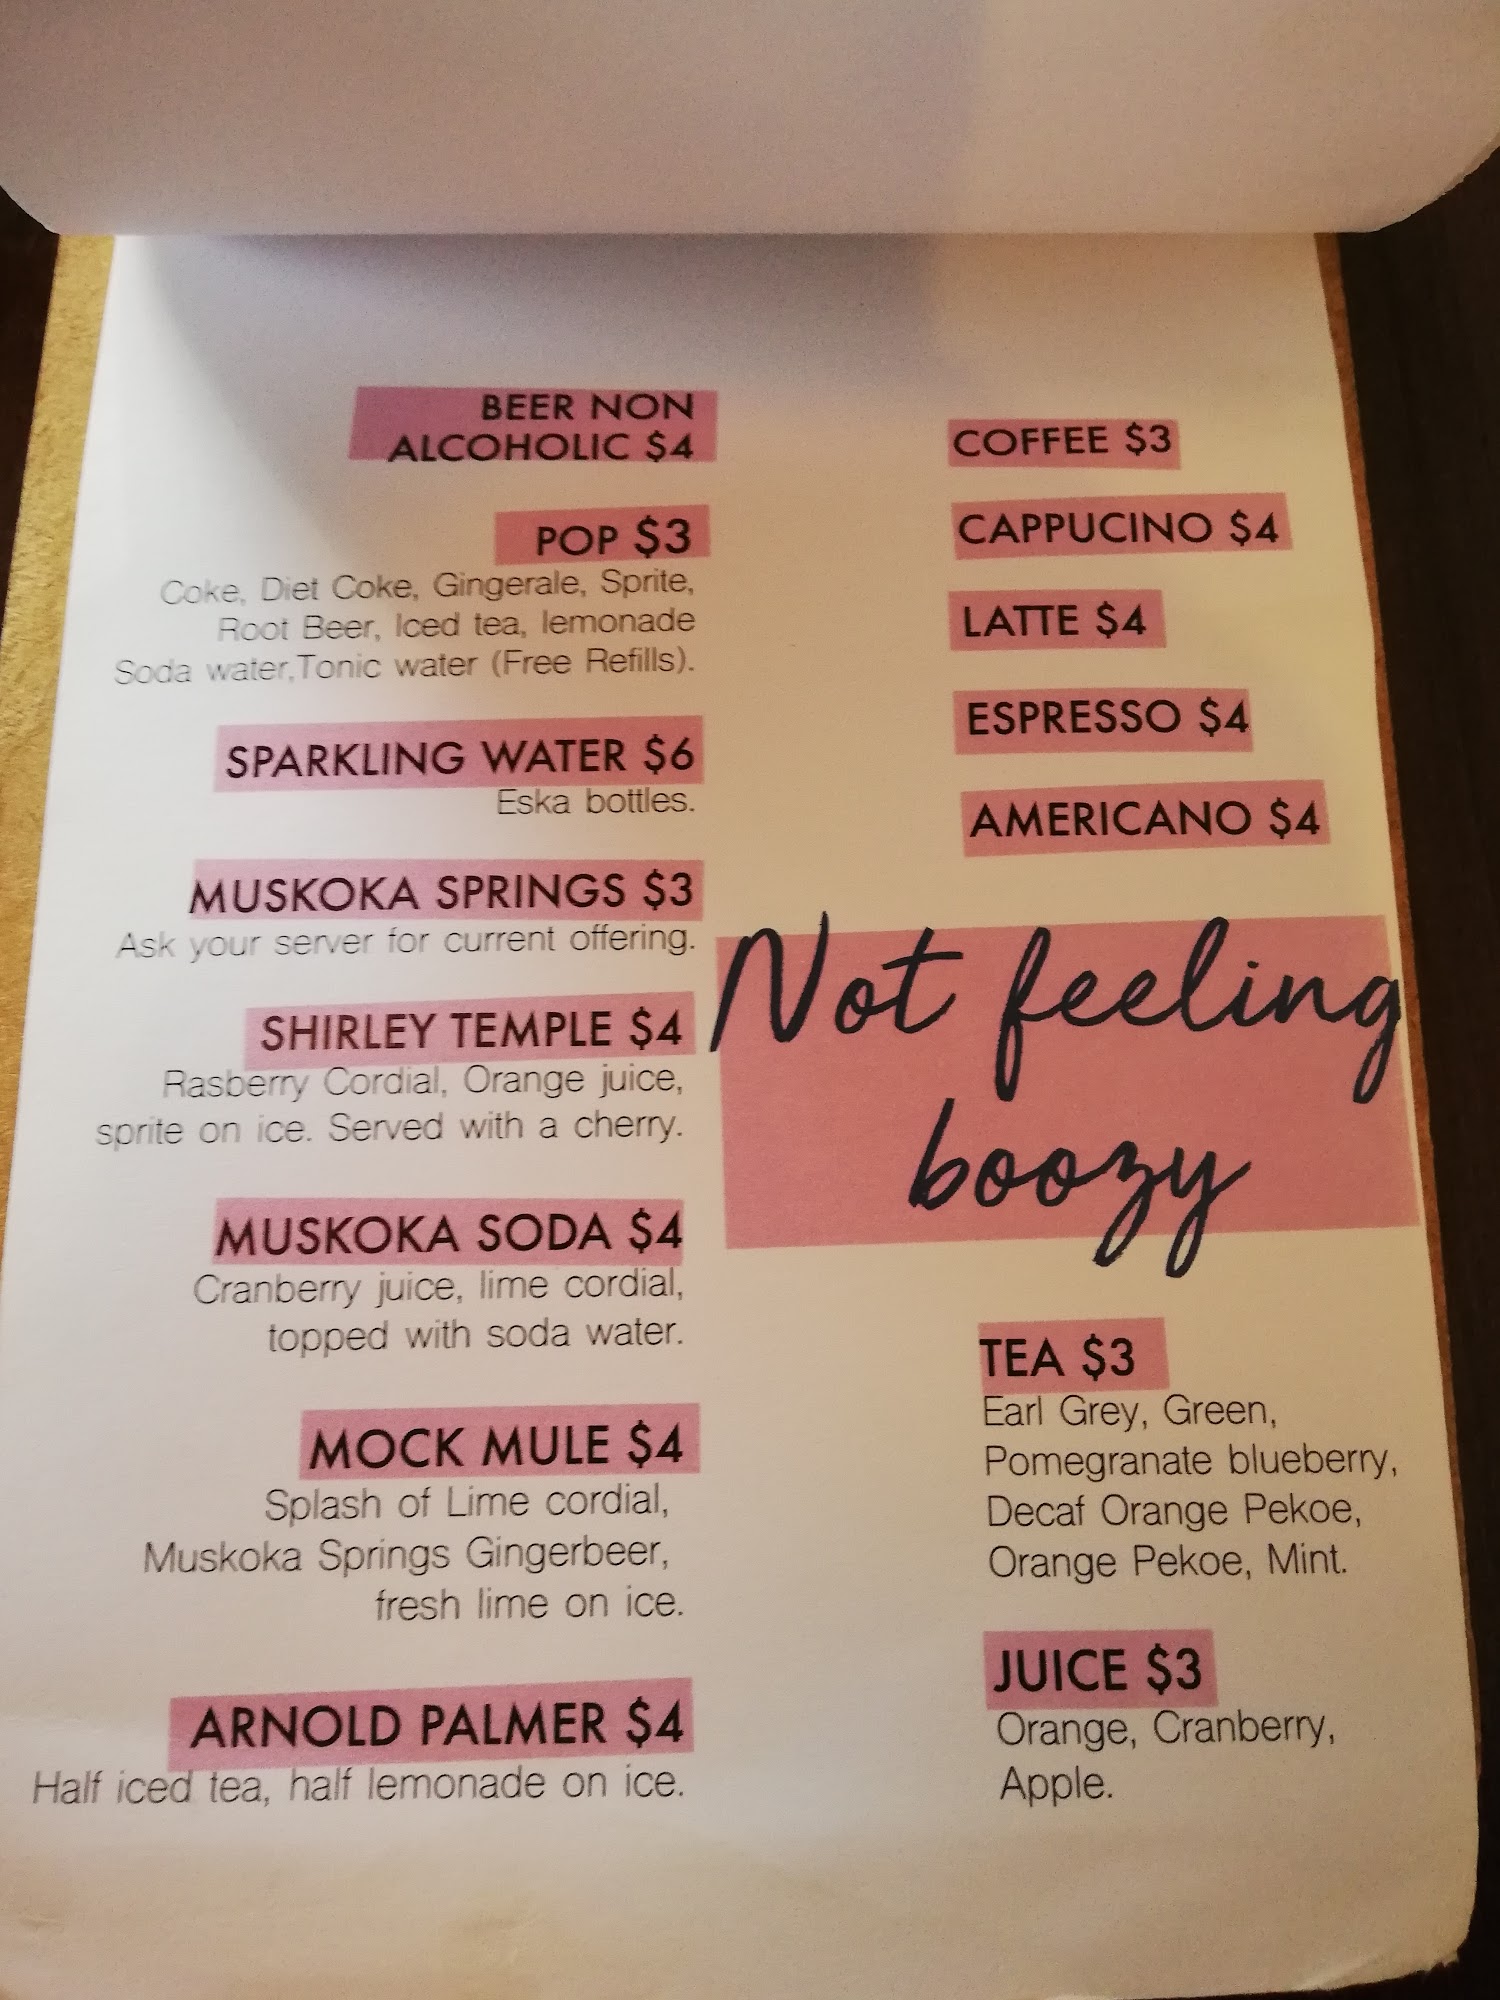 BEER NON
ALCOHOLIC $4
POP $3
Coke, Diet Coke, Gingerale, Sprite,
Root Beer, Iced tea, lemonade
Soda water,Tonic water (Free Refills).
SPARKLING WATER $6
Eska bottles.
MUSKOKA SPRINGS $3
Ask your server for current offering.
SHIRLEY TEMPLE $4
Rasberry Cordial, Orange juice,
sprite on ice. Served with a cherry.
MUSKOKA SODA $4
Cranberry juice, lime cordial,
topped with soda water.
MOCK MULE $4
Splash of Lime cordial,
Muskoka Springs Gingerbeer,
fresh lime on ice.
ARNOLD PALMER $4
Half iced tea, half lemonade on ice.
COFFEE $3
CAPPUCINO $4
LATTE $4
ESPRESSO $4
AMERICANO $4
Not feeling
boozy
TEA $3
Earl Grey, Green,
Pomegranate blueberry,
Decaf Orange Pekoe,
Orange Pekoe, Mint.
JUICE $3
Orange, Cranberry,
Apple.